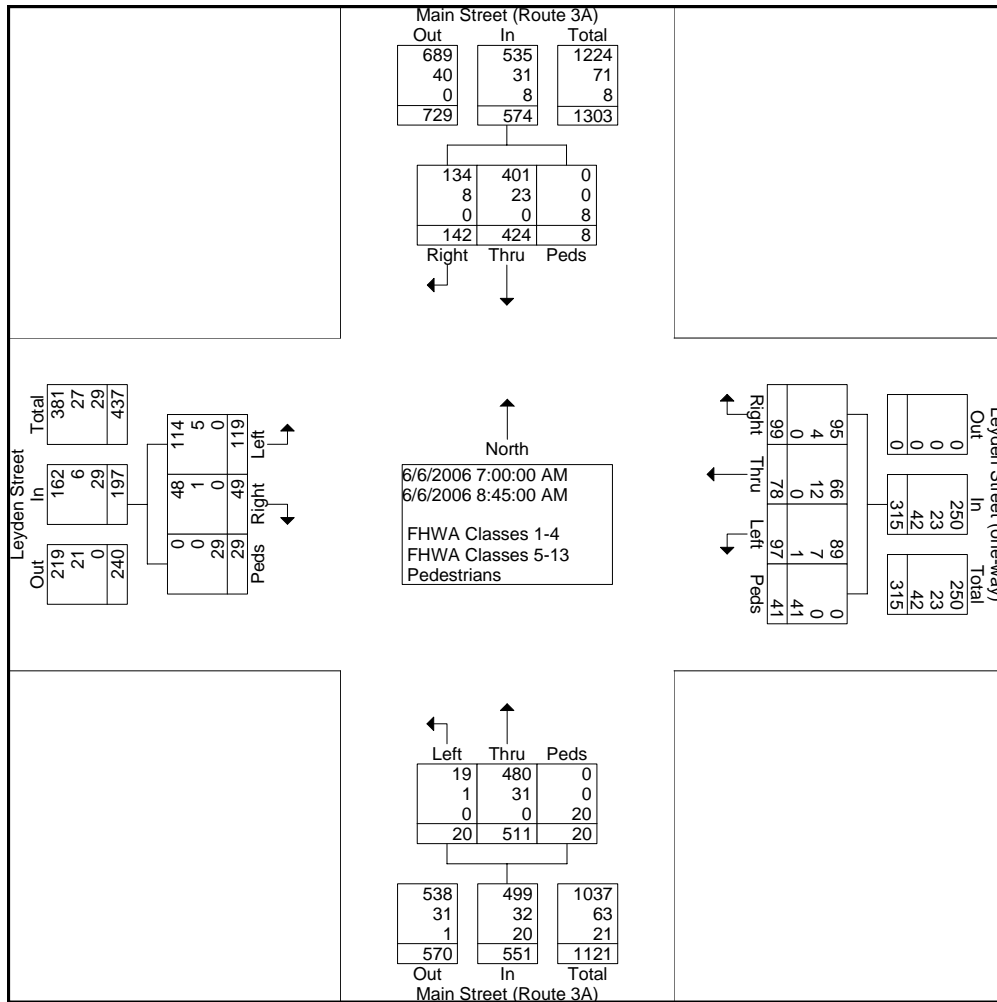 Main Street (Route 3A)
Out In Total
689 535 1224
40 31 71
0 8 8
729 574 1303
134 401 0
8 23 0
0 0 8
142 424 8
Right Thru Peds
Leyden Street
Total
381
27
29
437
In
162
6
29
197
Out
219
21
0
240
114 5 0 119 Left
48 1 0 49 Right
0 0 29 29 Peds
North
6/6/2006 7:00:00 AM
6/6/2006 8:45:00 AM
FHWA Classes 1-4
FHWA Classes 5-13
Pedestrians
Right 99 0 4 95
Thru 78 0 12 66
Left 97 1 7 89
Peds 41 41 0 0
Leyden Street (one-way)
Out
0
0
0
0
In
250
23
42
315
Total
250
23
42
315
Left Thru Peds
19 480 0
1 31 0
0 0 20
20 511 20
538 499 1037
31 32 63
1 20 21
570 551 1121
Out In Total
Main Street (Route 3A)